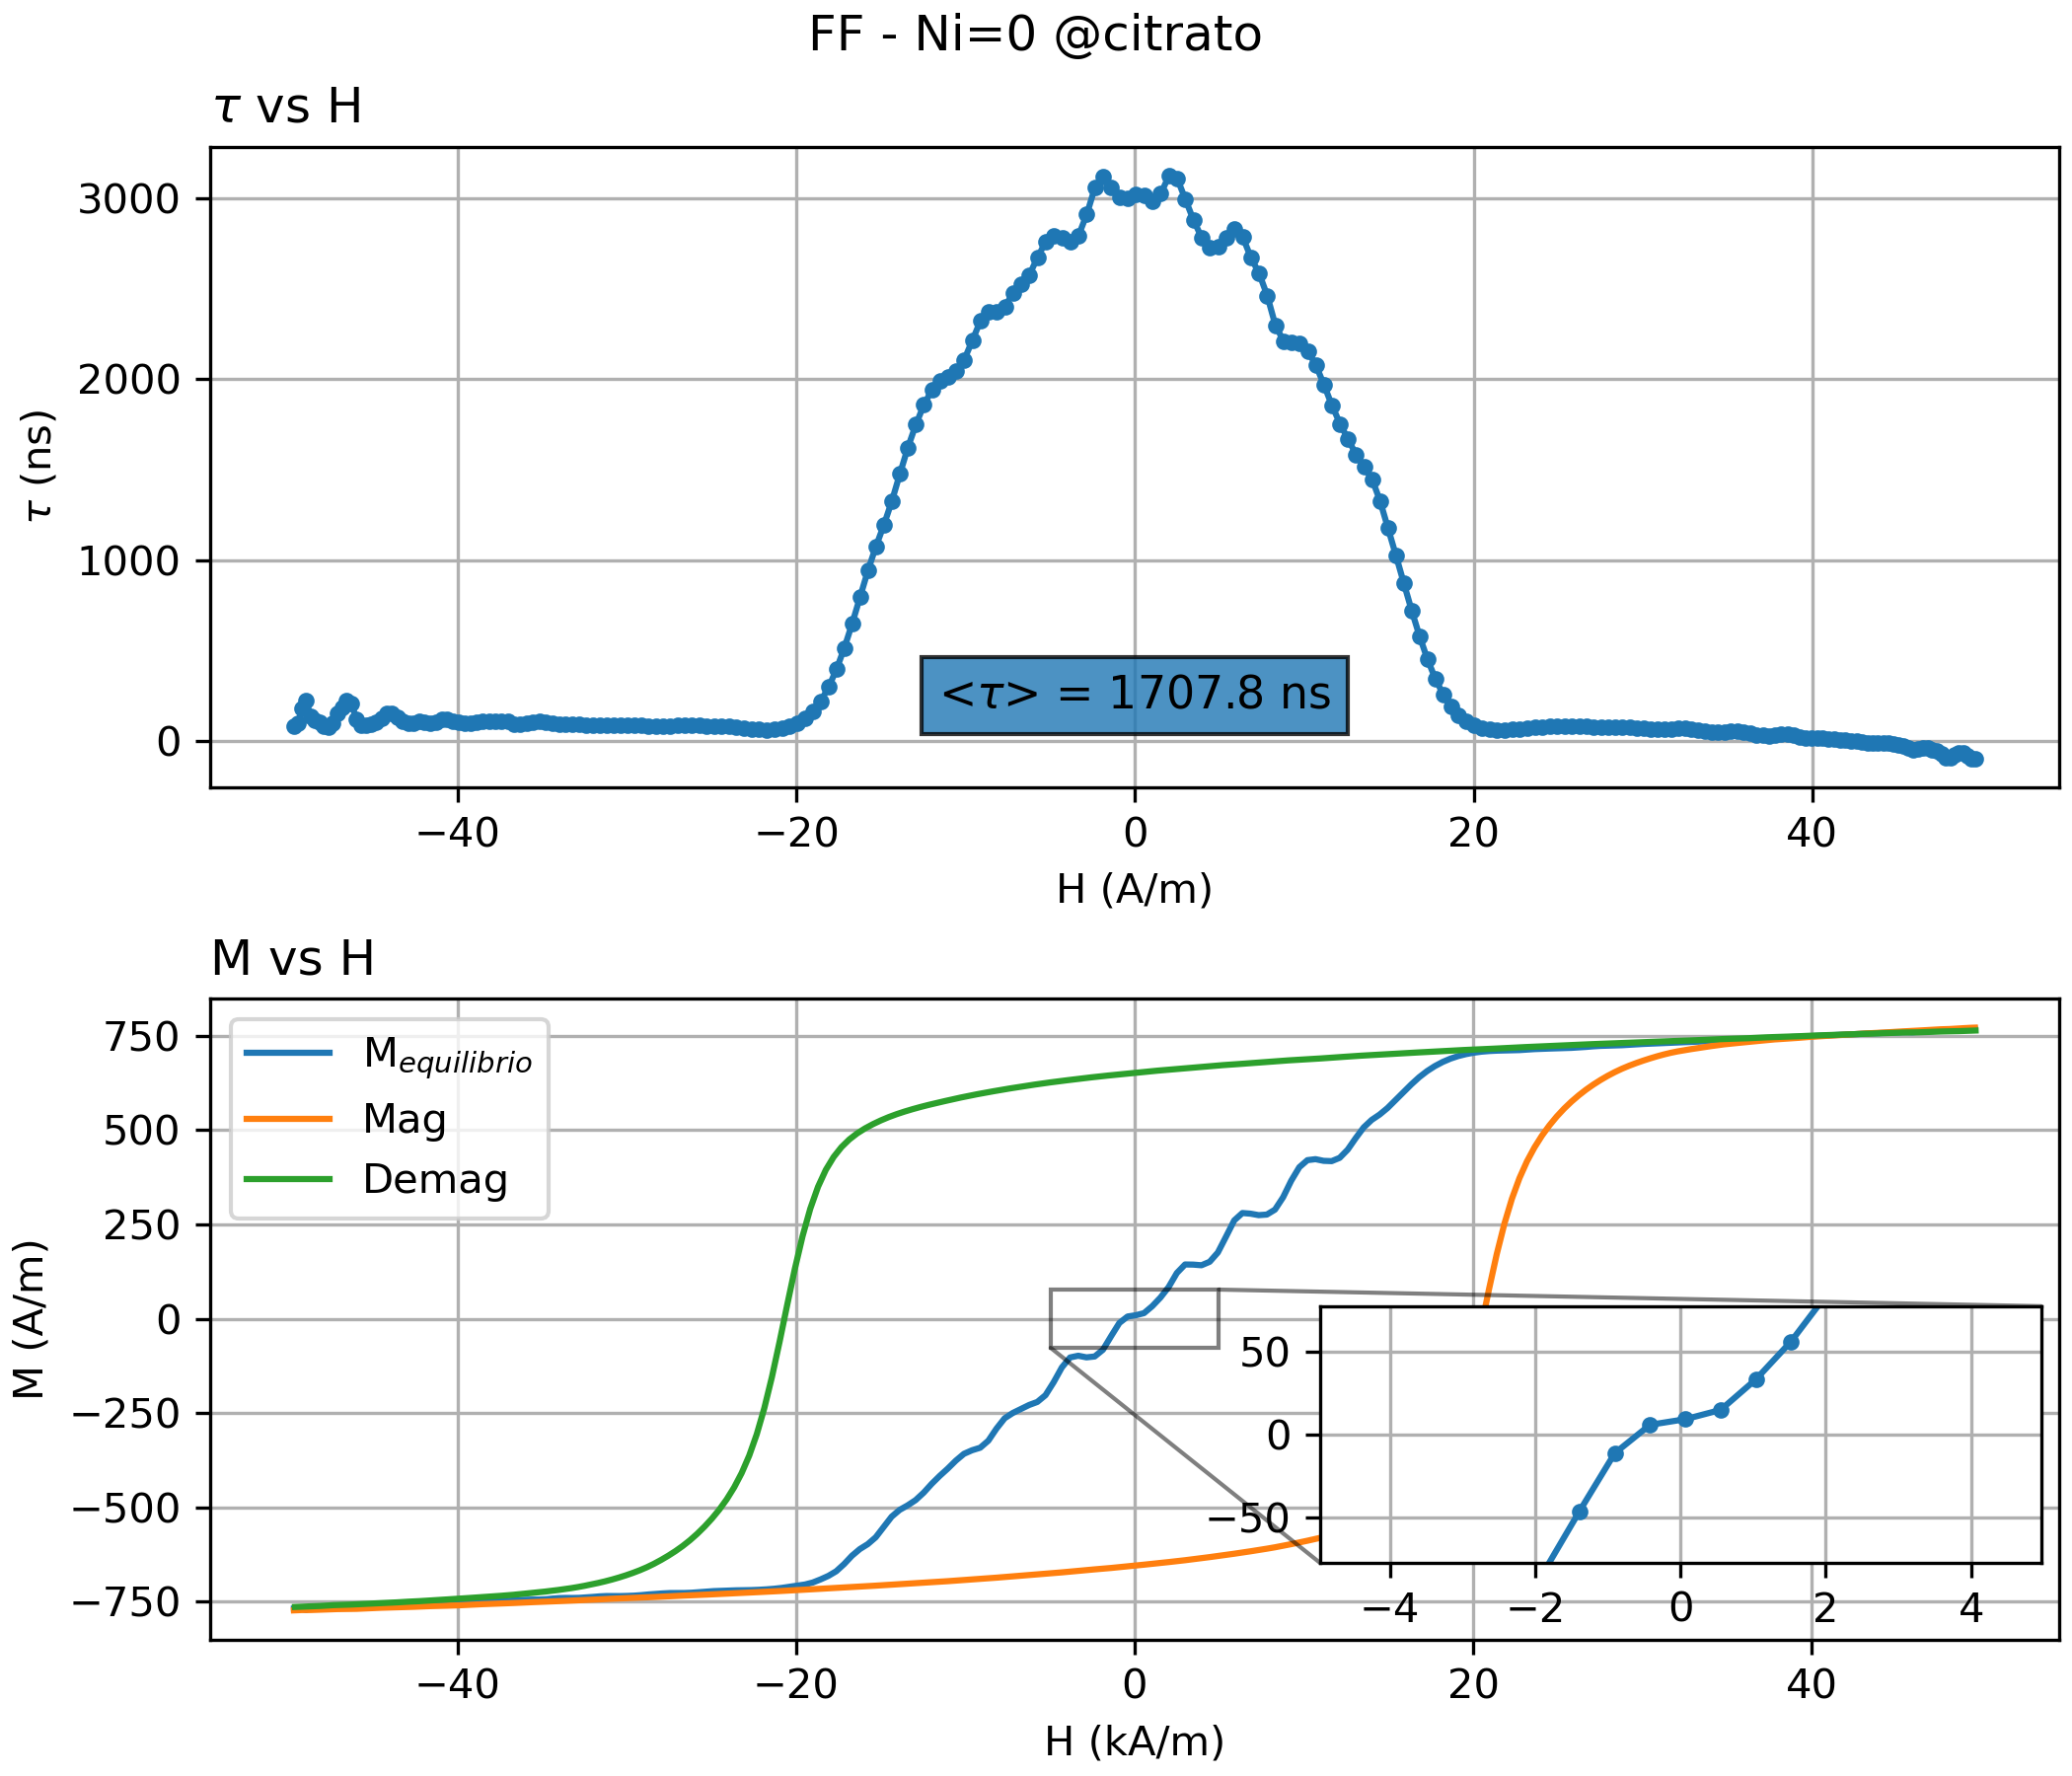 FF - Ni=0 @citrato
τ vs H
3000
2000
1000
0
τ (ns)
<τ> = 1707.8 ns
−40 −20 0 20 40
H (A/m)
M vs H
750
500
250
0
−250
−500
−750
M (A/m)
Mequilibrio
Mag
Demag
50
0
−50
−4 −2 0 2 4
−40 −20 0 20 40
H (kA/m)